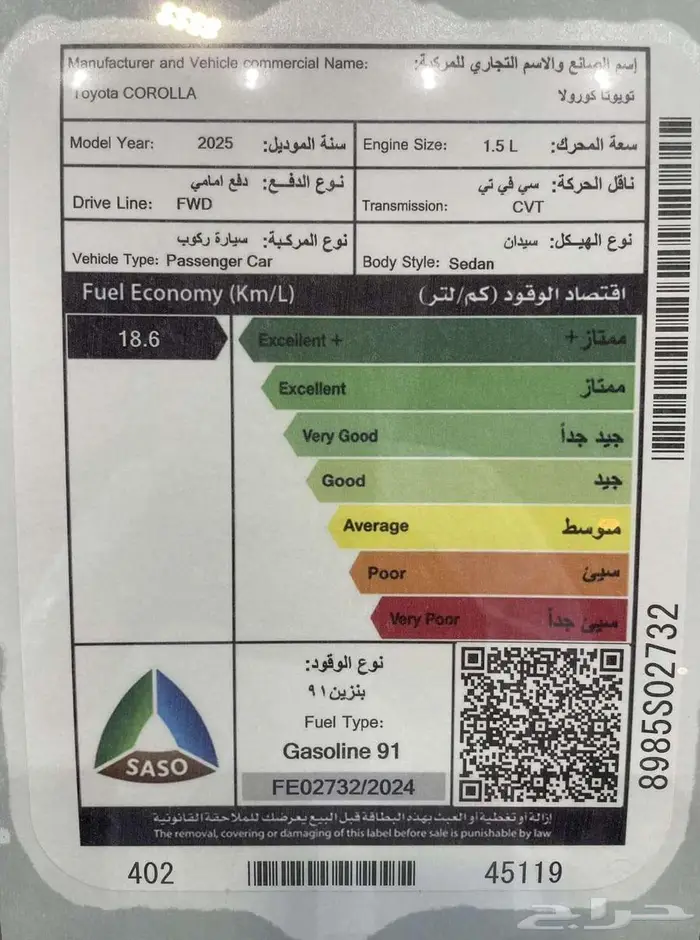 Manufacturer and Vehicle commercial Name: إسم الصانع والاسم التجاري للمركبة:
Toyota COROLLA تويوتا كورولا
Model Year: 2025 سنة الموديل:
Engine Size: 1.5 L سعة المحرك:
نوع الدفع: دفع امامي
Drive Line: FWD
ناقل الحركة: سي في تي
Transmission: CVT
نوع المركبة: سيارة ركوب
Vehicle Type: Passenger Car
نوع الهيكل: سيدان
Body Style: Sedan
Fuel Economy (Km/L) اقتصاد الوقود (كم/لتر)
18.6
Excellent + ممتاز+
Excellent ممتاز
Very Good جيد جداً
Good جيد
Average متوسط
Poor سيئ
Very Poor سيئ جداً
SASO
نوع الوقود:
بنزين ٩١
Fuel Type:
Gasoline 91
FE02732/2024
8985S02732
إزالة أو تغطية أو العبث بهذه البطاقة قبل البيع يعرضك للملاحقة القانونية
The removal, covering or damaging of this label before sale is punishable by law
402 45119
حراج